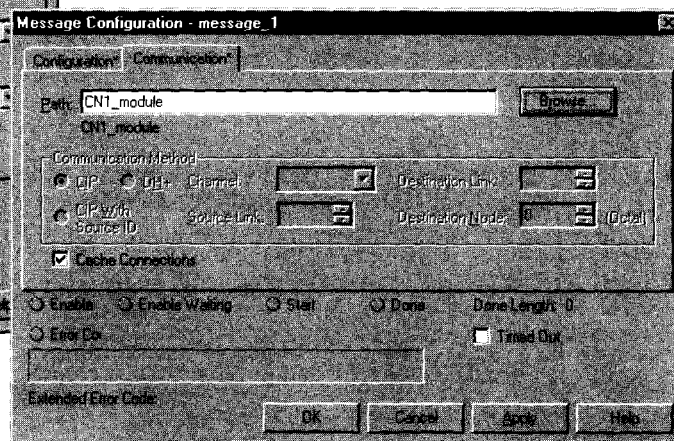 Message Configuration - message_1
Configuration* Communication*
Path: CN1_module Browse...
CN1_module
Communication Method
CIP DH+ Channel: Destination Link:
CIP With Source ID Source Link: Destination Node: 0 (Octal)
Cache Connections
Enable Enable Waiting Start Done Done Length: 0
Error Co Timed Out
Extended Error Code:
OK Cancel Apply Help